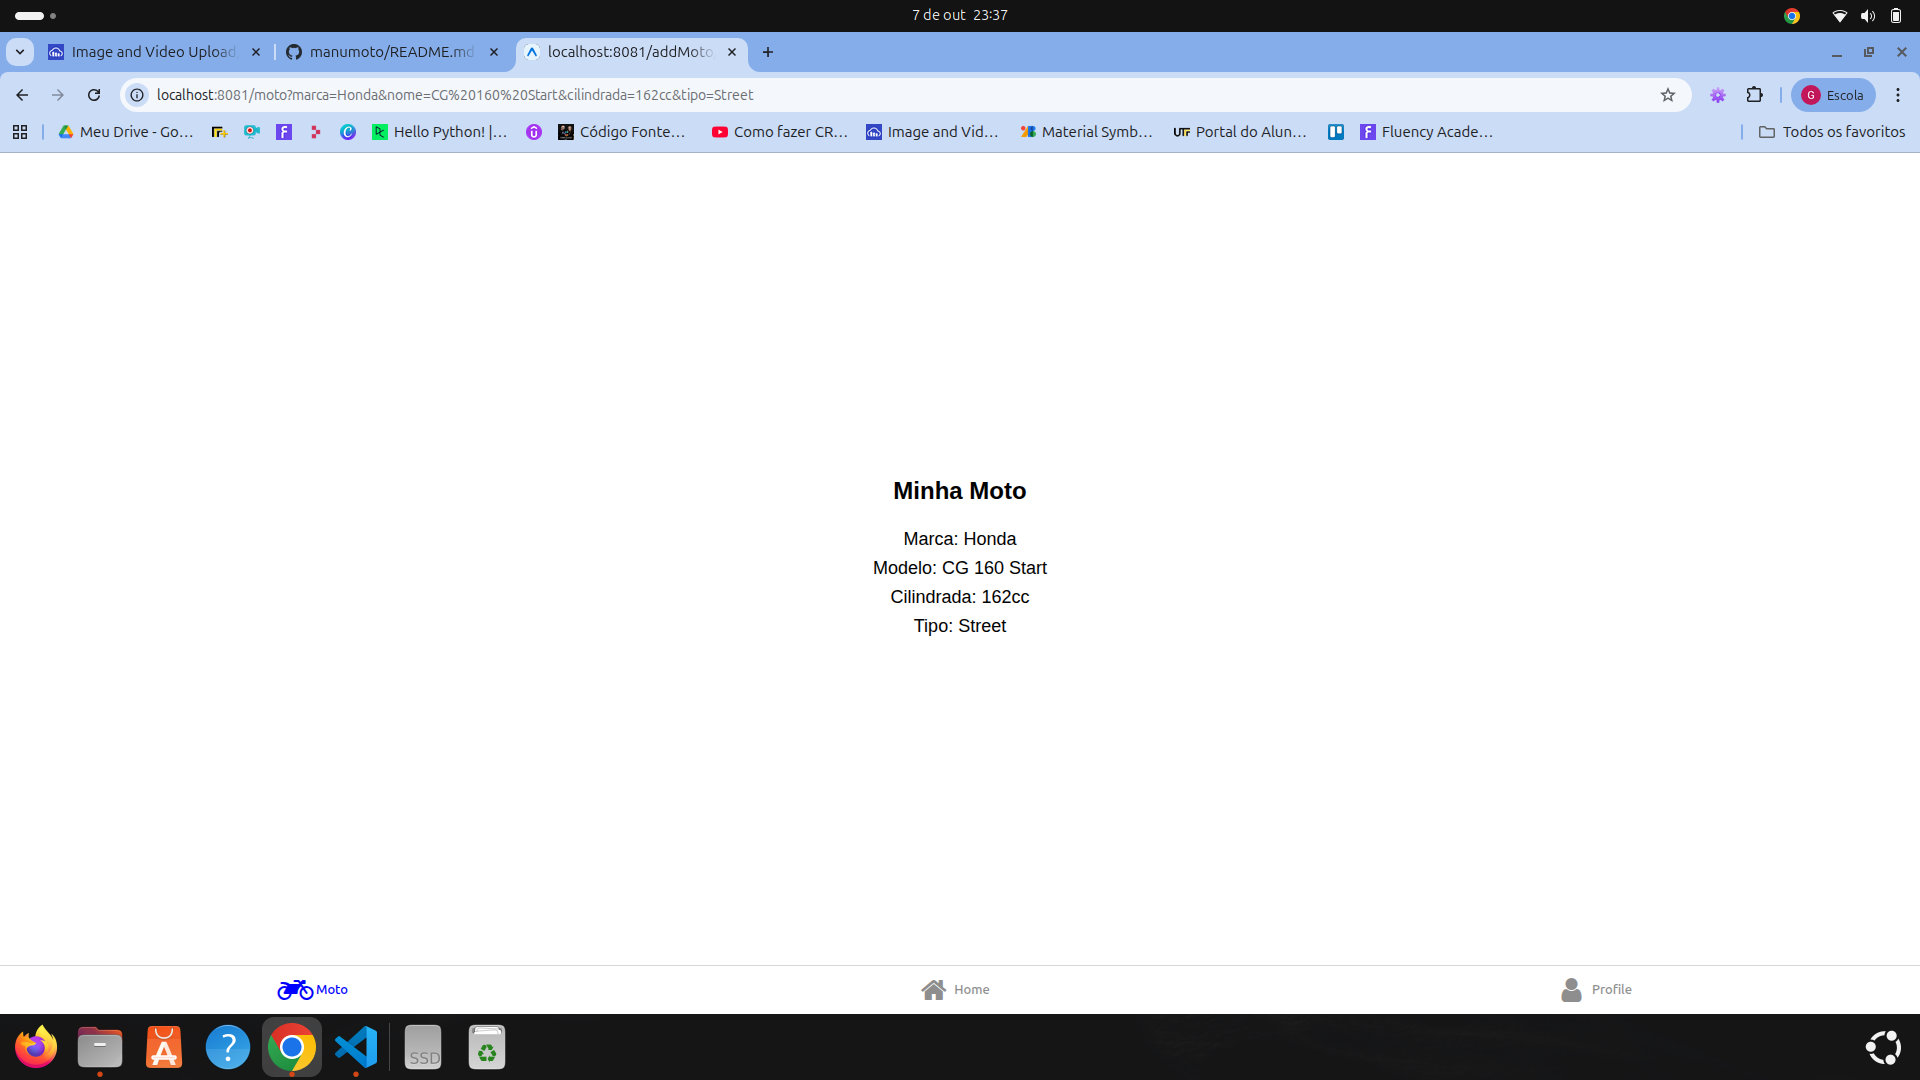 7 de out 23:37
Image and Video Upload
manumoto/README.md
localhost:8081/addMoto
localhost:8081/moto?marca=Honda&nome=CG%20160%20Start&cilindrada=162cc&tipo=Street
G Escola
Meu Drive - Go…
Hello Python! |…
Código Fonte…
Como fazer CR…
Image and Vid…
Material Symb…
Portal do Alun…
Fluency Acade…
Todos os favoritos
Minha Moto
Marca: Honda
Modelo: CG 160 Start
Cilindrada: 162cc
Tipo: Street
Moto
Home
Profile
SSD